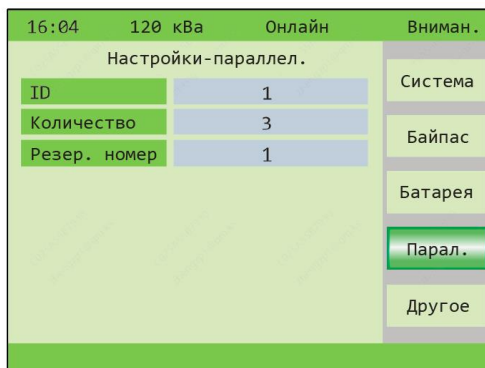 16:04 120 кВа Онлайн Вниман.
Настройки-параллел.
ID 1
Количество 3
Резер. номер 1
Система
Байпас
Батарея
Парал.
Другое